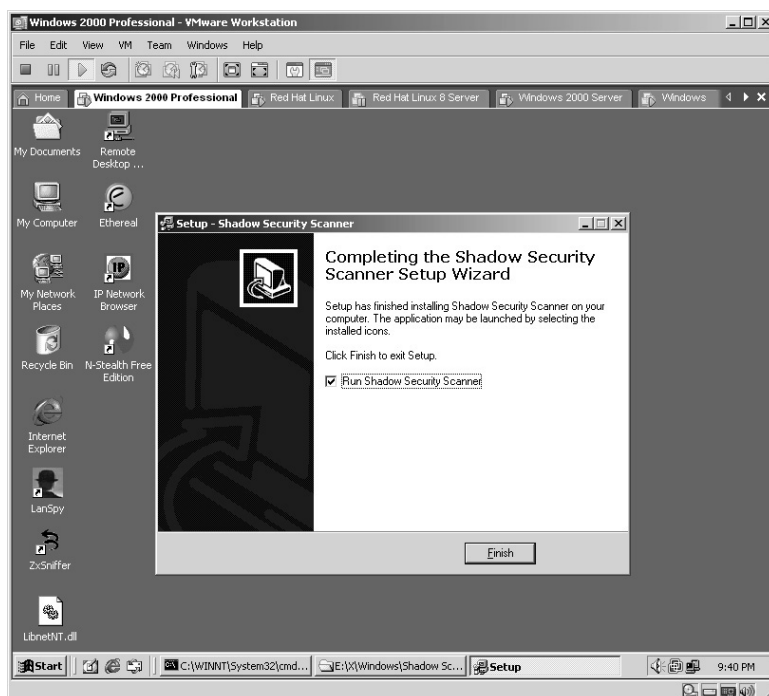 Windows 2000 Professional - VMware Workstation
File Edit View VM Team Windows Help
Home Windows 2000 Professional Red Hat Linux Red Hat Linux 8 Server Windows 2000 Server Windows
My Documents
Remote Desktop ...
My Computer
Ethereal
My Network Places
IP Network Browser
Recycle Bin
N-Stealth Free Edition
Internet Explorer
LanSpy
ZxSniffer
LibnetNT.dll
Setup - Shadow Security Scanner
Completing the Shadow Security
Scanner Setup Wizard
Setup has finished installing Shadow Security Scanner on your
computer. The application may be launched by selecting the
installed icons.
Click Finish to exit Setup.
Run Shadow Security Scanner
Finish
Start C:\WINNT\System32\cmd... E:\X\Windows\Shadow Sc... Setup 9:40 PM